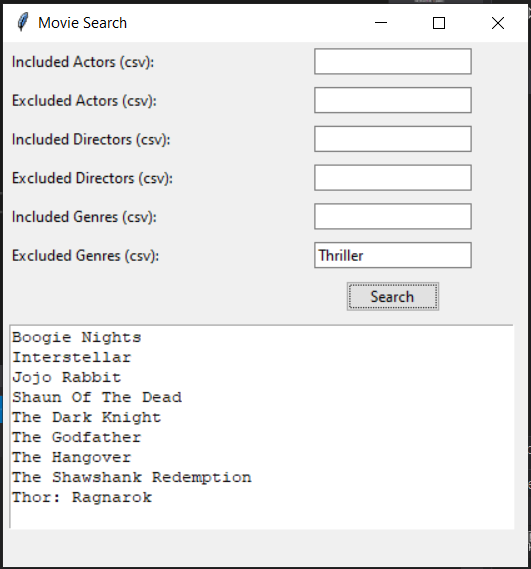 Movie Search
Included Actors (csv):
Excluded Actors (csv):
Included Directors (csv):
Excluded Directors (csv):
Included Genres (csv):
Excluded Genres (csv): Thriller
Search
Boogie Nights
Interstellar
Jojo Rabbit
Shaun Of The Dead
The Dark Knight
The Godfather
The Hangover
The Shawshank Redemption
Thor: Ragnarok